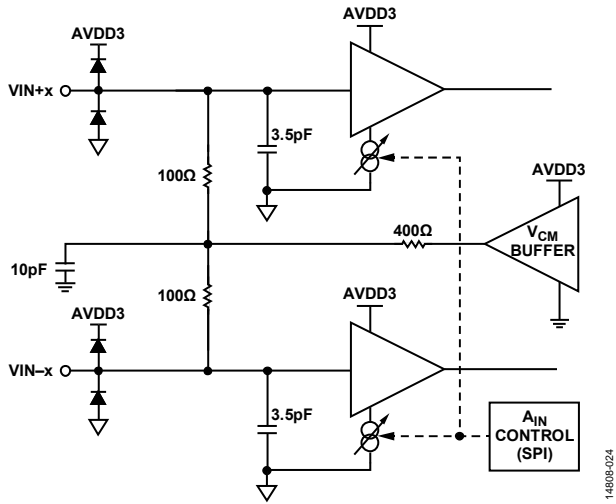 AVDD3
AVDD3
VIN+x
3.5pF
100Ω
AVDD3
400Ω
VCM
BUFFER
10pF
100Ω
AVDD3
AVDD3
VIN–x
3.5pF
AIN
CONTROL
(SPI)
14808-024